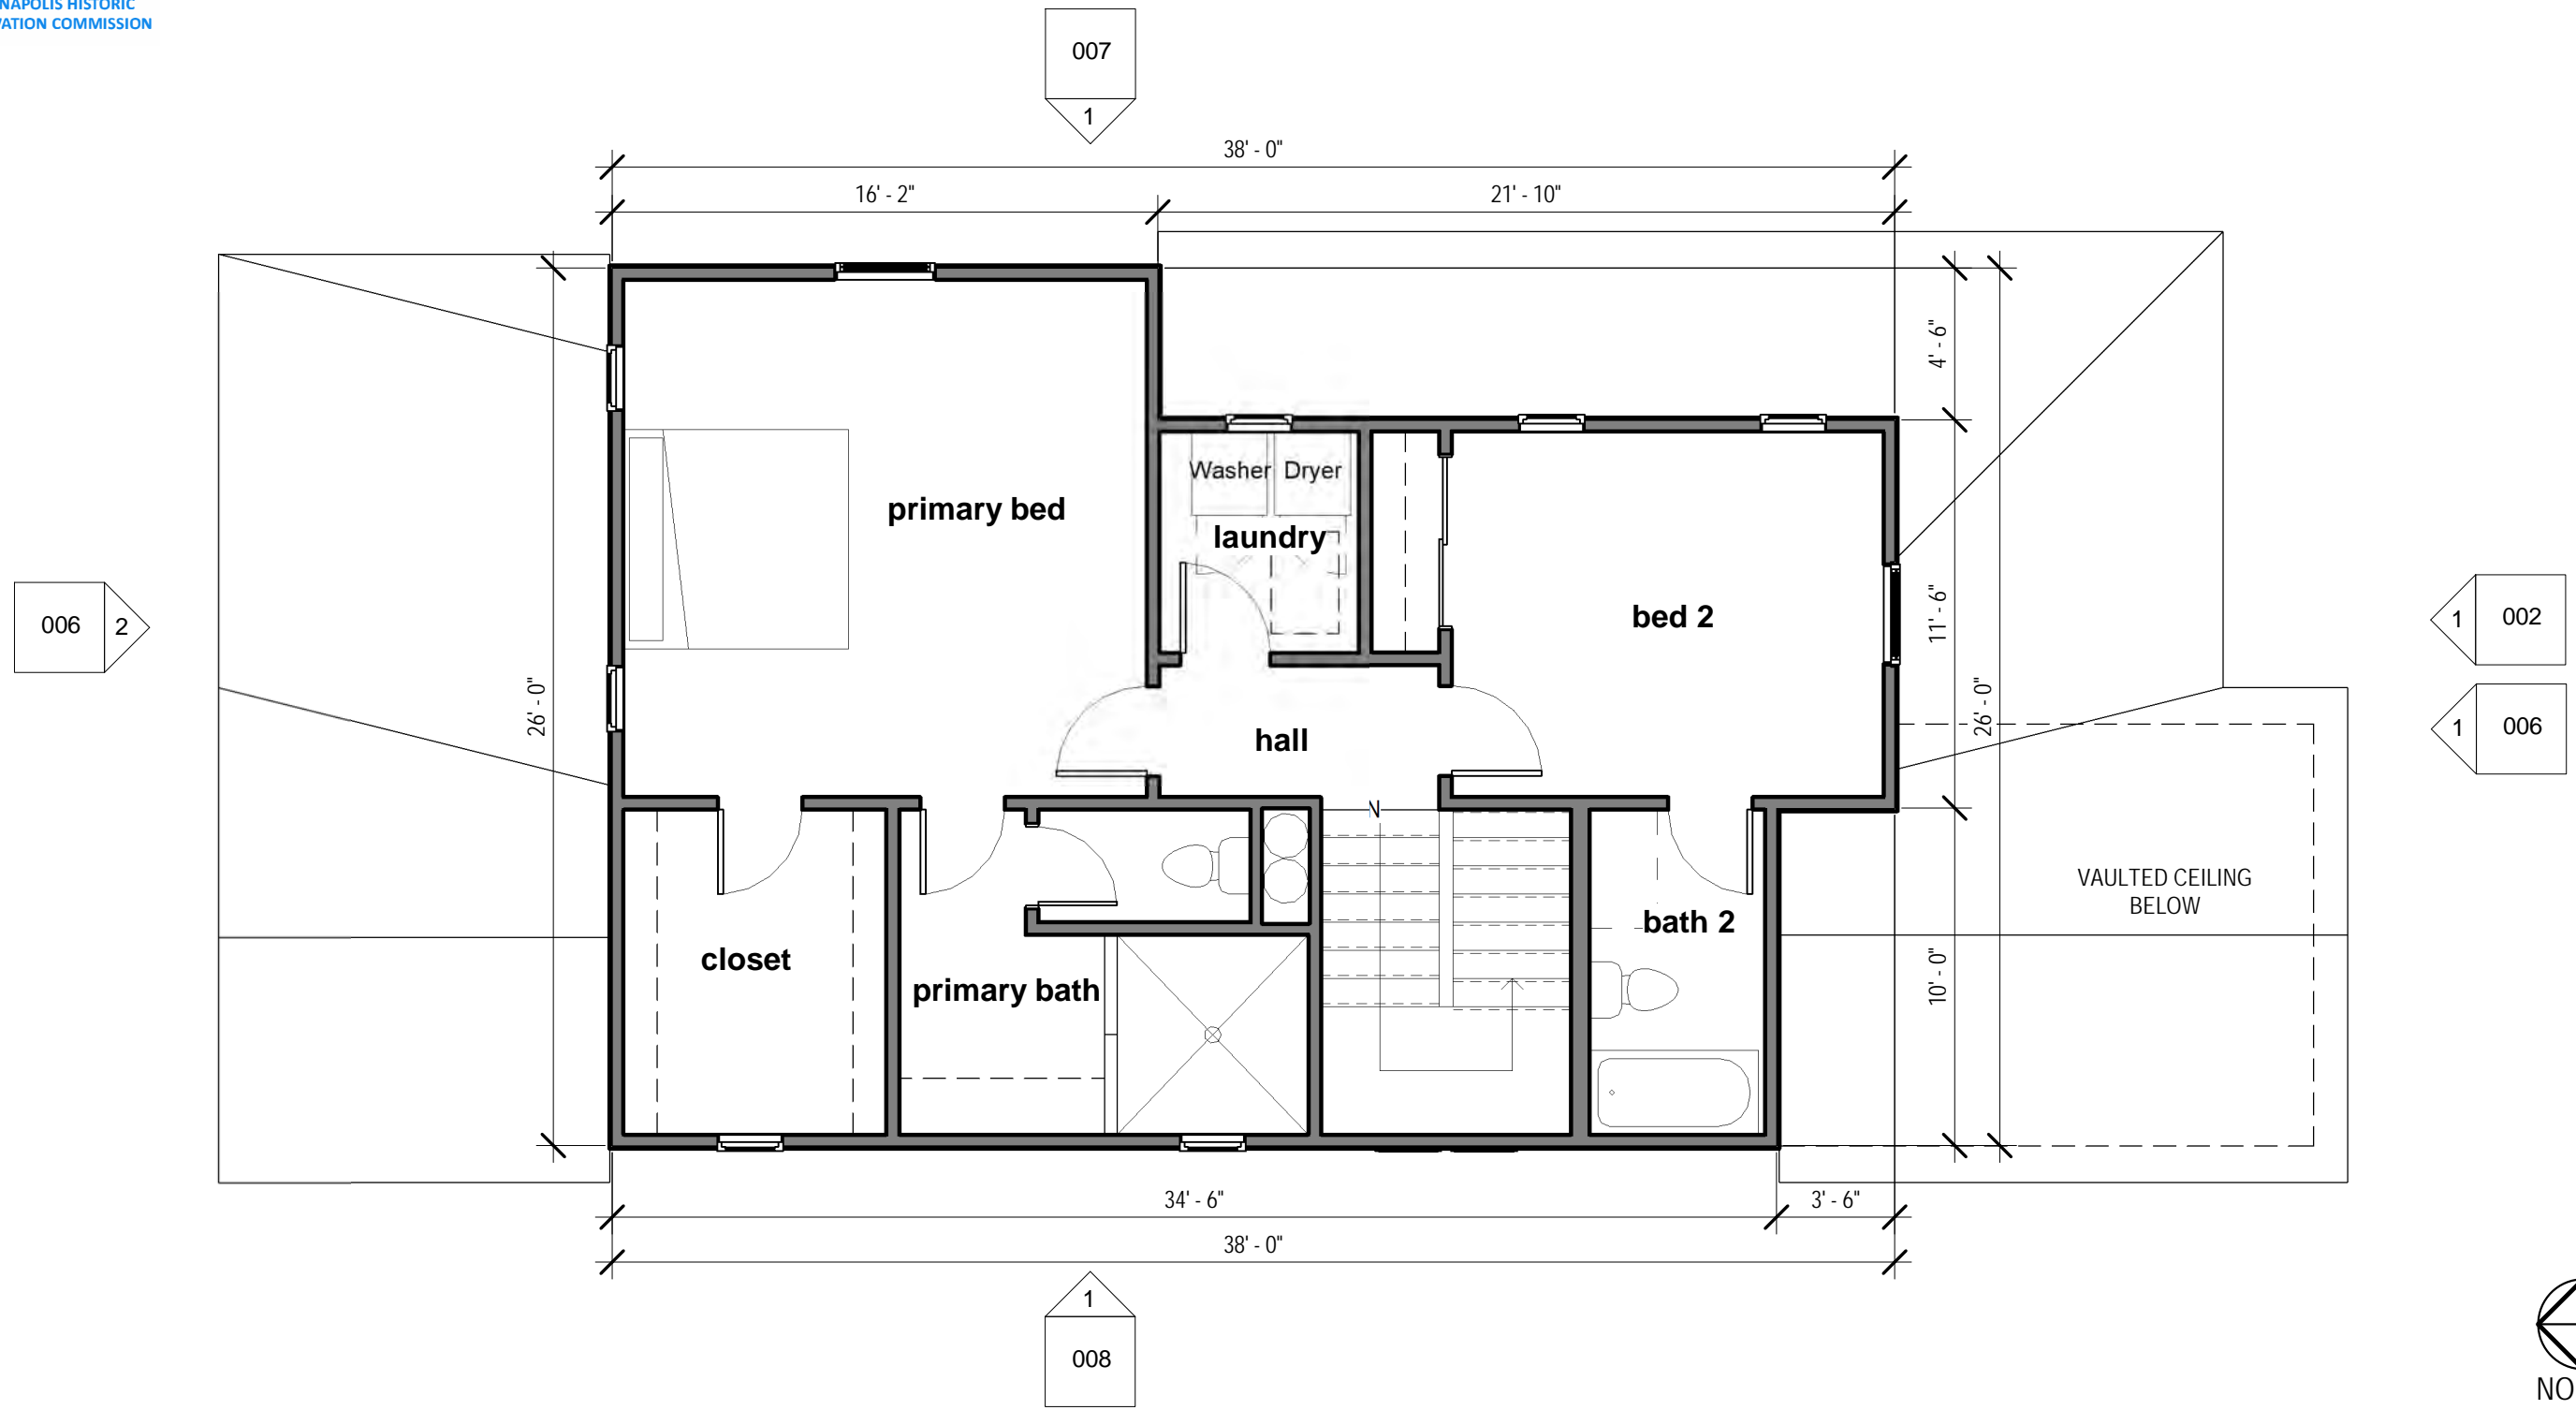 NAPOLIS HISTORIC
VATION COMMISSION
007
1
38' - 0"
16' - 2"
21' - 10"
4' - 6"
Washer Dryer
primary bed
laundry
006 2
bed 2
11' - 6"
1 002
26' - 0"
26' - 0"
hall
1 006
N
VAULTED CEILING
BELOW
bath 2
closet
primary bath
10' - 0"
34' - 6"
3' - 6"
38' - 0"
1
008
NO